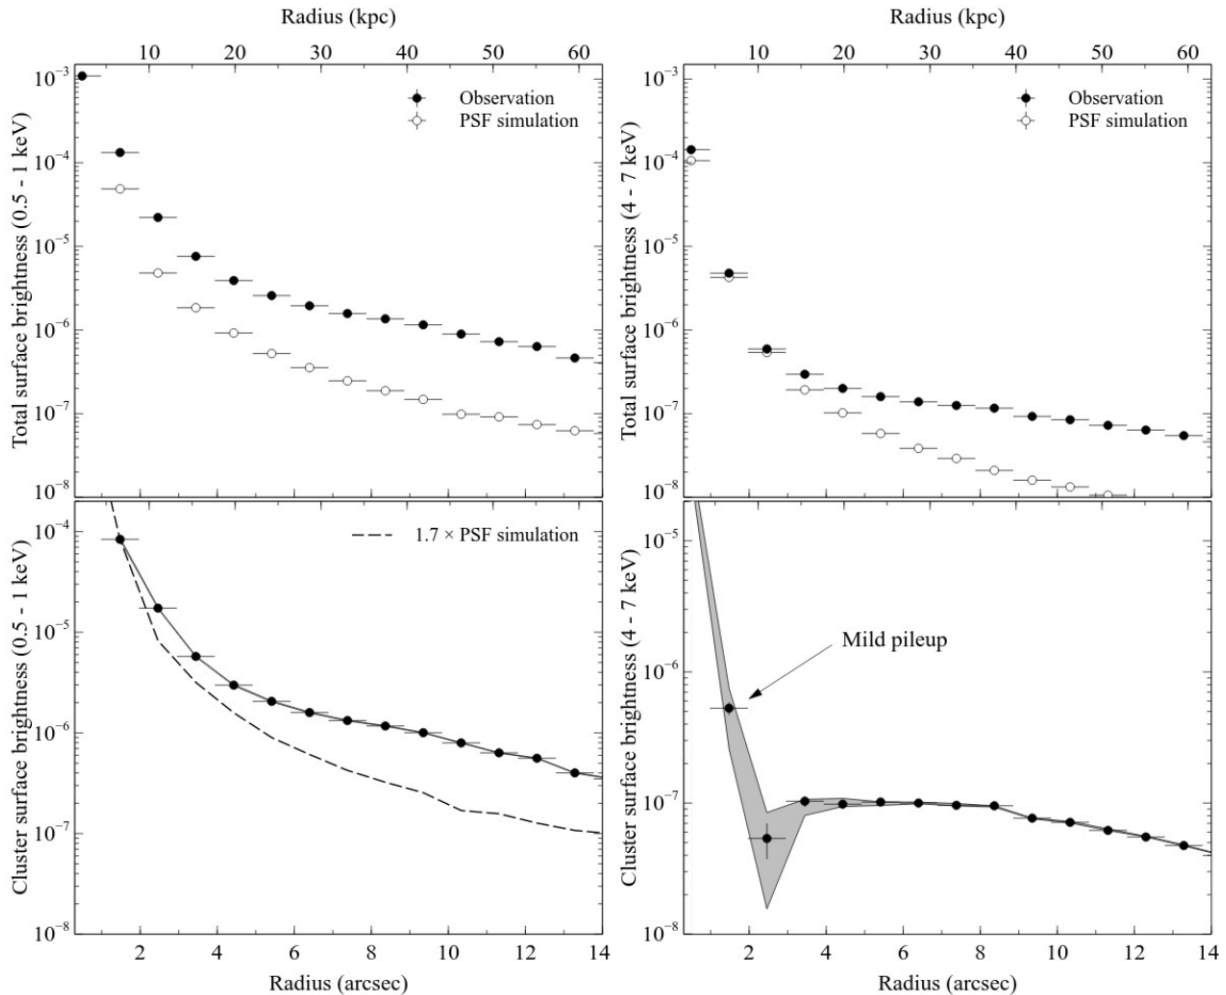 Radius (kpc)
10 20 30 40 50 60
Total surface brightness (0.5 - 1 keV)
10⁻³
10⁻⁴
10⁻⁵
10⁻⁶
10⁻⁷
10⁻⁸
Observation
PSF simulation
Radius (kpc)
10 20 30 40 50 60
Total surface brightness (4 - 7 keV)
10⁻³
10⁻⁴
10⁻⁵
10⁻⁶
10⁻⁷
10⁻⁸
Observation
PSF simulation
Cluster surface brightness (0.5 - 1 keV)
10⁻⁴
10⁻⁵
10⁻⁶
10⁻⁷
10⁻⁸
1.7 × PSF simulation
2 4 6 8 10 12 14
Radius (arcsec)
Cluster surface brightness (4 - 7 keV)
10⁻⁵
10⁻⁶
10⁻⁷
10⁻⁸
Mild pileup
2 4 6 8 10 12 14
Radius (arcsec)